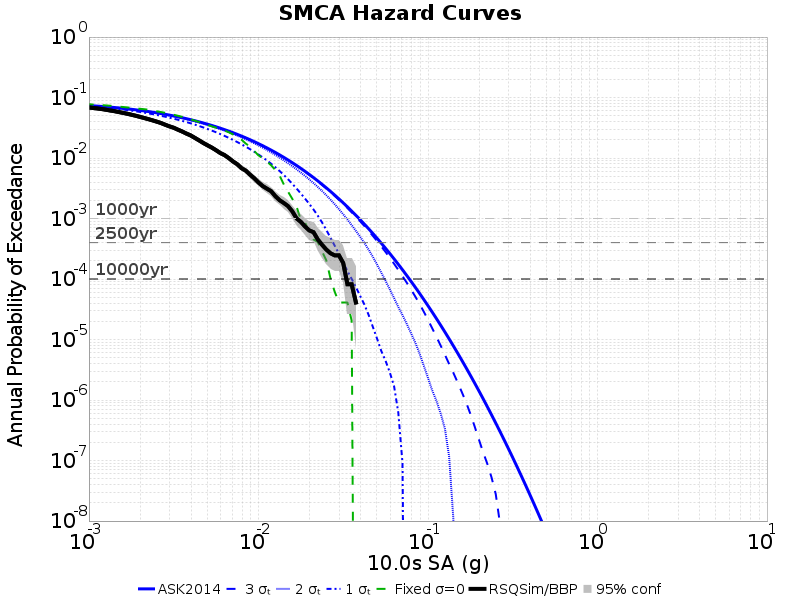 SMCA Hazard Curves
Annual Probability of Exceedance
10^0
10^-1
10^-2
10^-3
10^-4
10^-5
10^-6
10^-7
10^-8
1000yr
2500yr
10000yr
10^-3 10^-2 10^-1 10^0 10^1
10.0s SA (g)
ASK2014 3 σₜ 2 σₜ 1 σₜ Fixed σ=0 RSQSim/BBP 95% conf